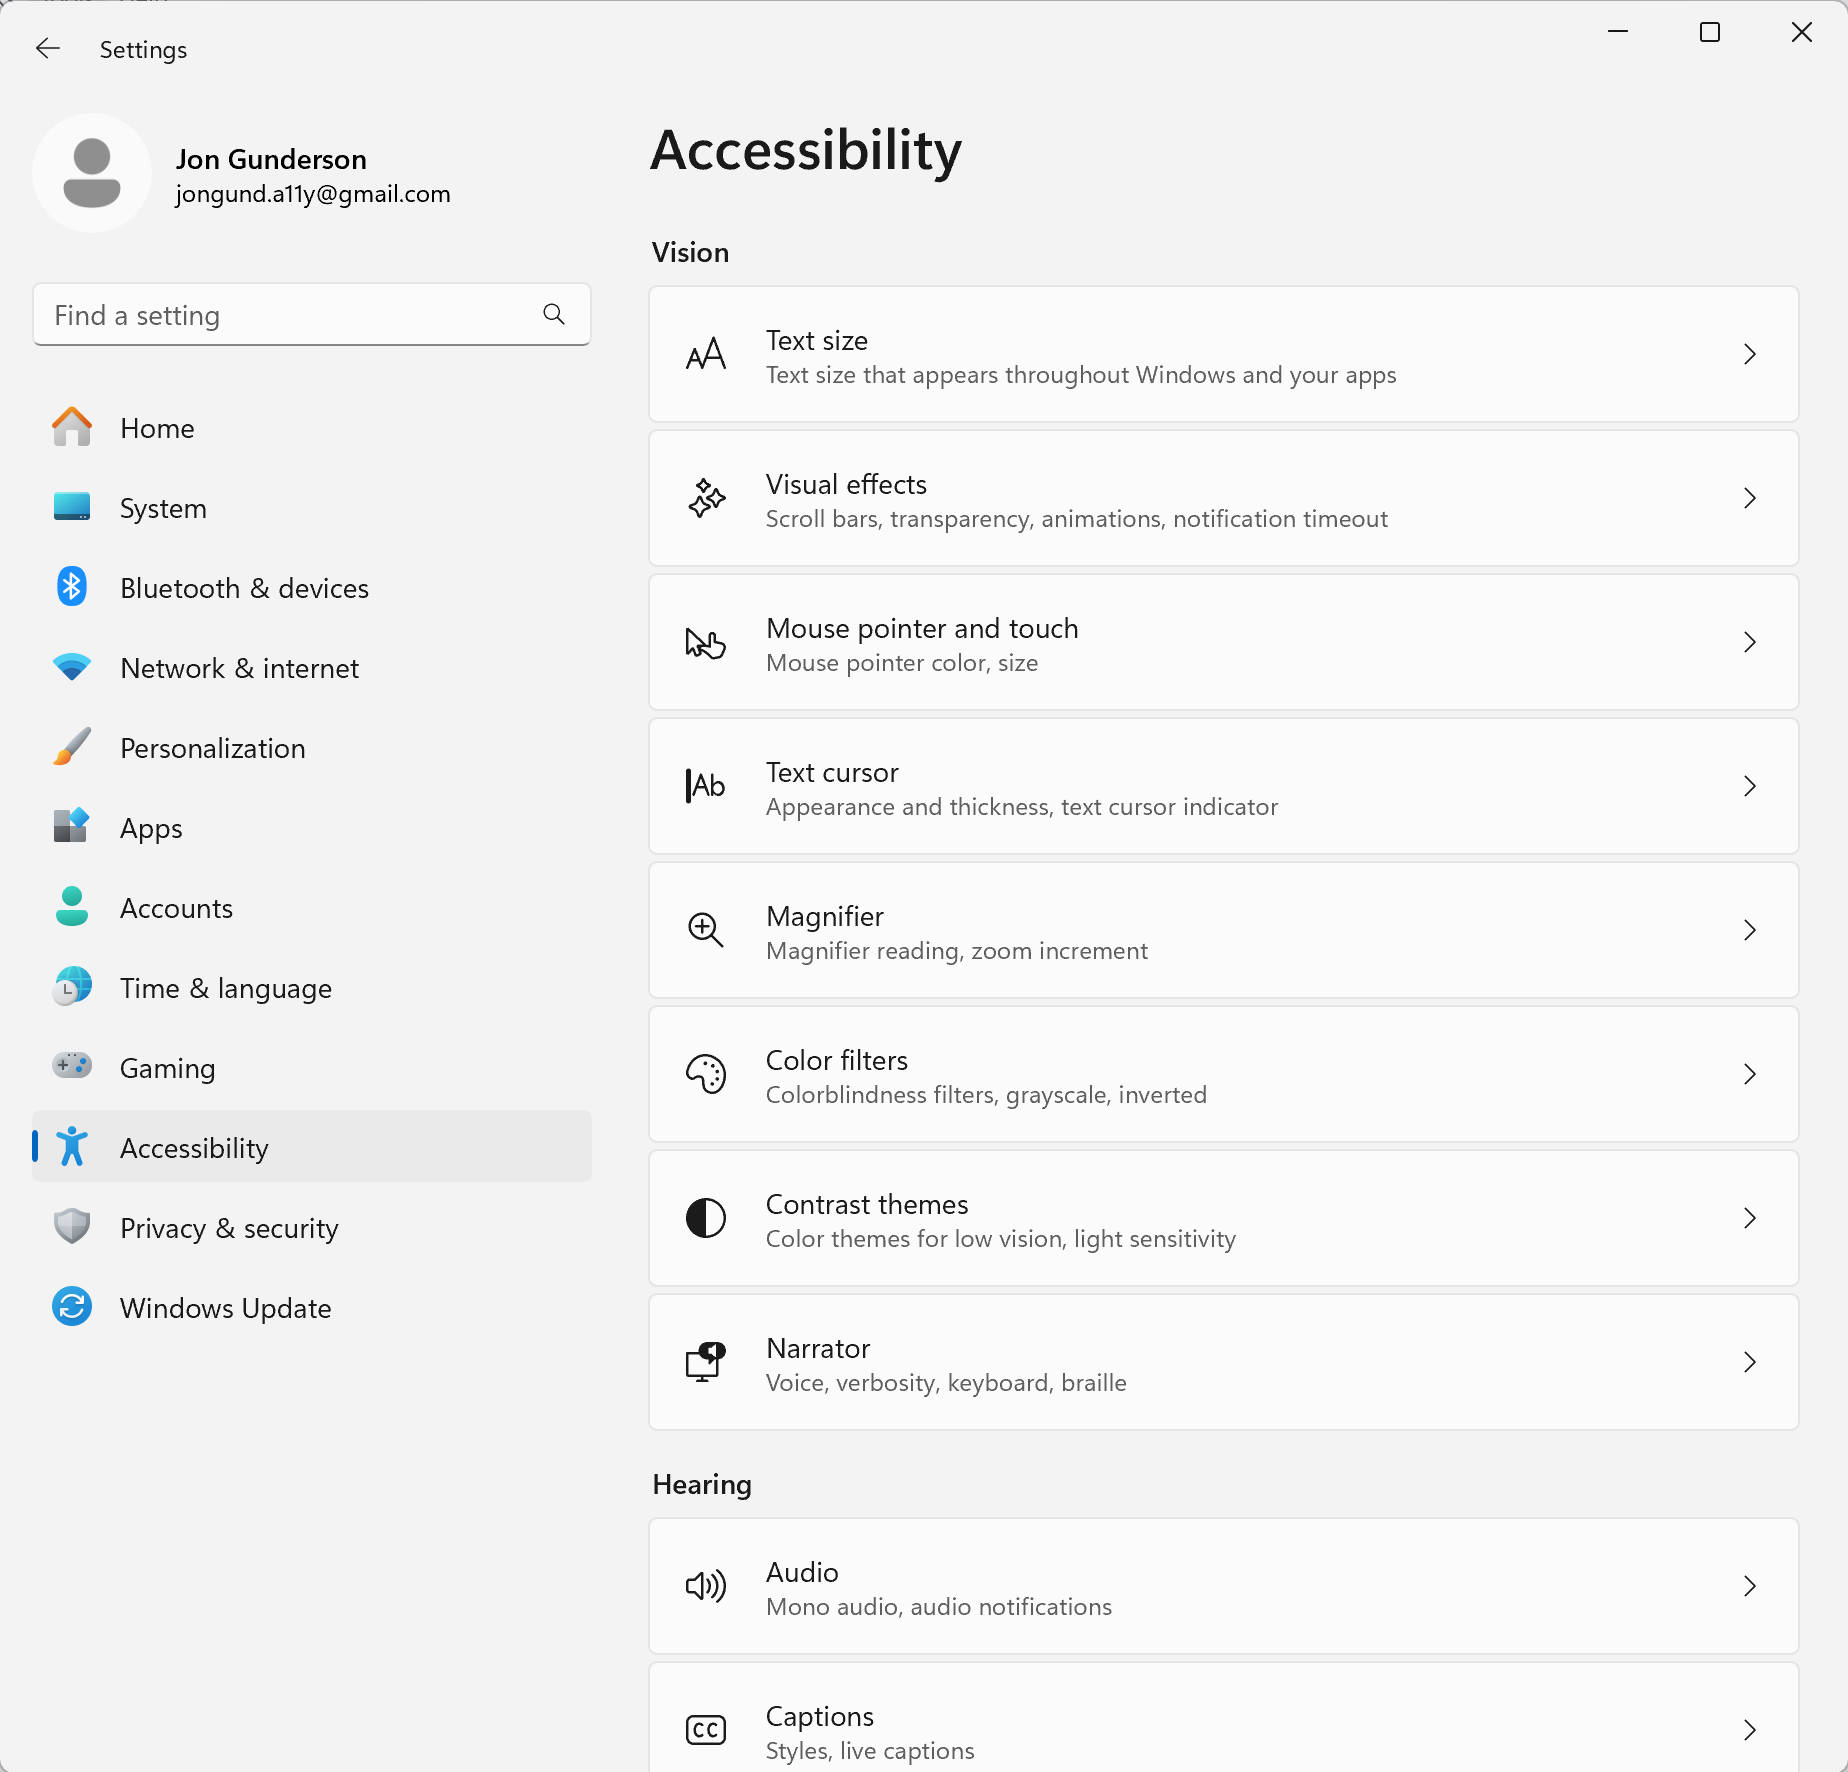 Settings
Jon Gunderson
jongund.a11y@gmail.com
Find a setting
Home
System
Bluetooth & devices
Network & internet
Personalization
Apps
Accounts
Time & language
Gaming
Accessibility
Privacy & security
Windows Update
Accessibility
Vision
Text size
Text size that appears throughout Windows and your apps
Visual effects
Scroll bars, transparency, animations, notification timeout
Mouse pointer and touch
Mouse pointer color, size
Ab
Text cursor
Appearance and thickness, text cursor indicator
Magnifier
Magnifier reading, zoom increment
Color filters
Colorblindness filters, grayscale, inverted
Contrast themes
Color themes for low vision, light sensitivity
Narrator
Voice, verbosity, keyboard, braille
Hearing
Audio
Mono audio, audio notifications
CC
Captions
Styles, live captions